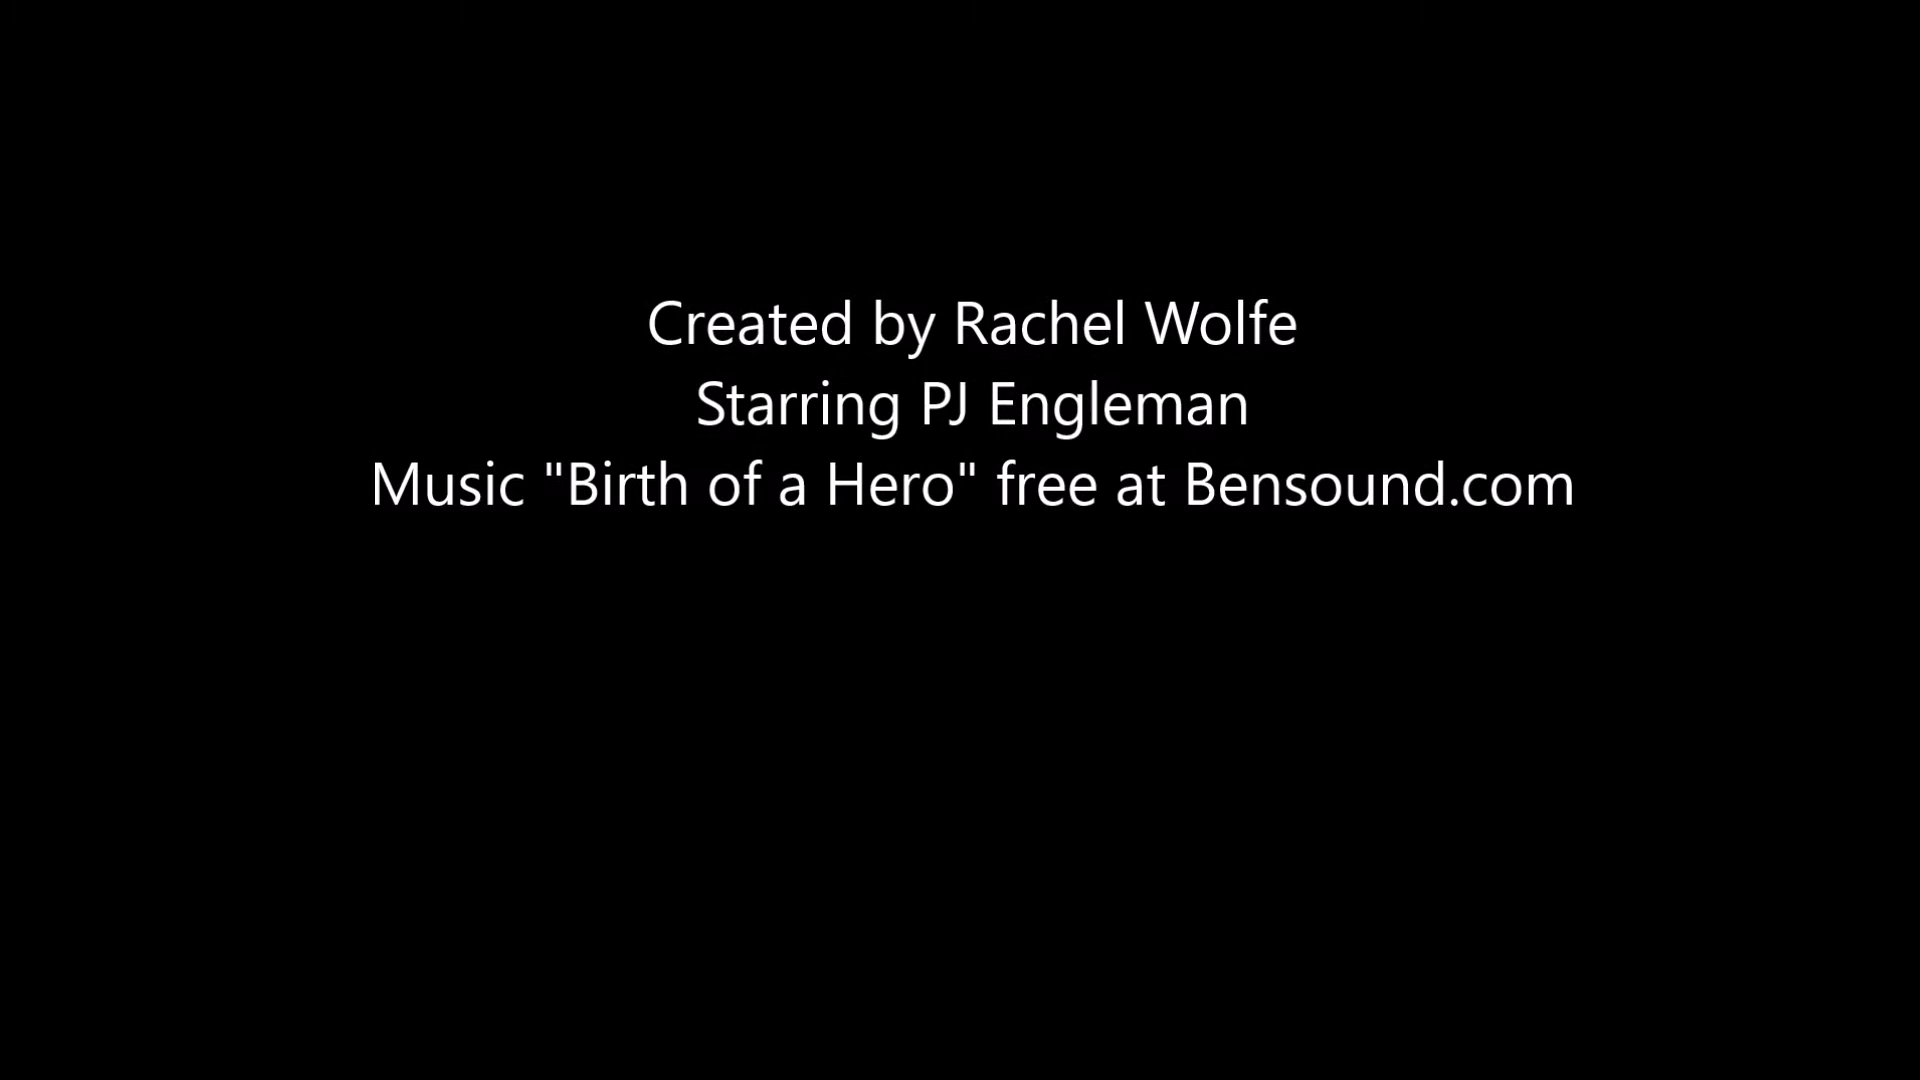 Created by Rachel Wolfe
Starring PJ Engleman
Music "Birth of a Hero" free at Bensound.com